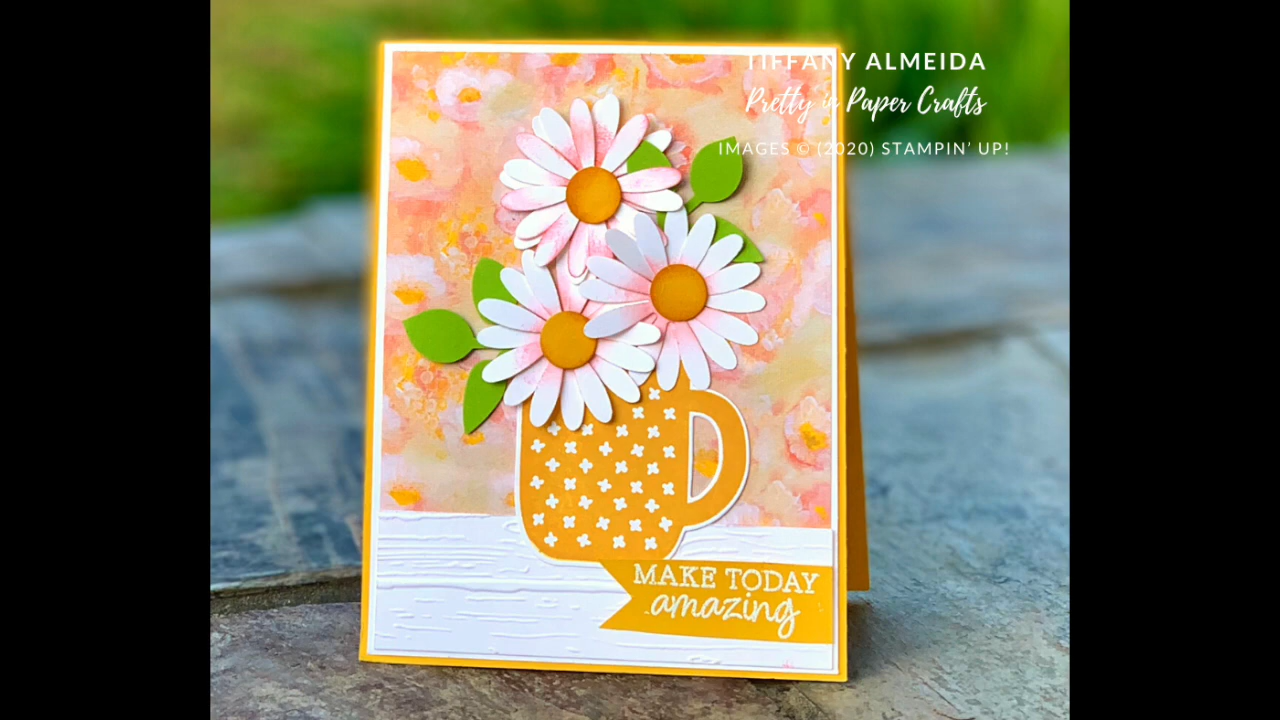 TIFFANY ALMEIDA
Pretty in Paper Crafts
IMAGES © (2020) STAMPIN' UP!
MAKE TODAY
amazing